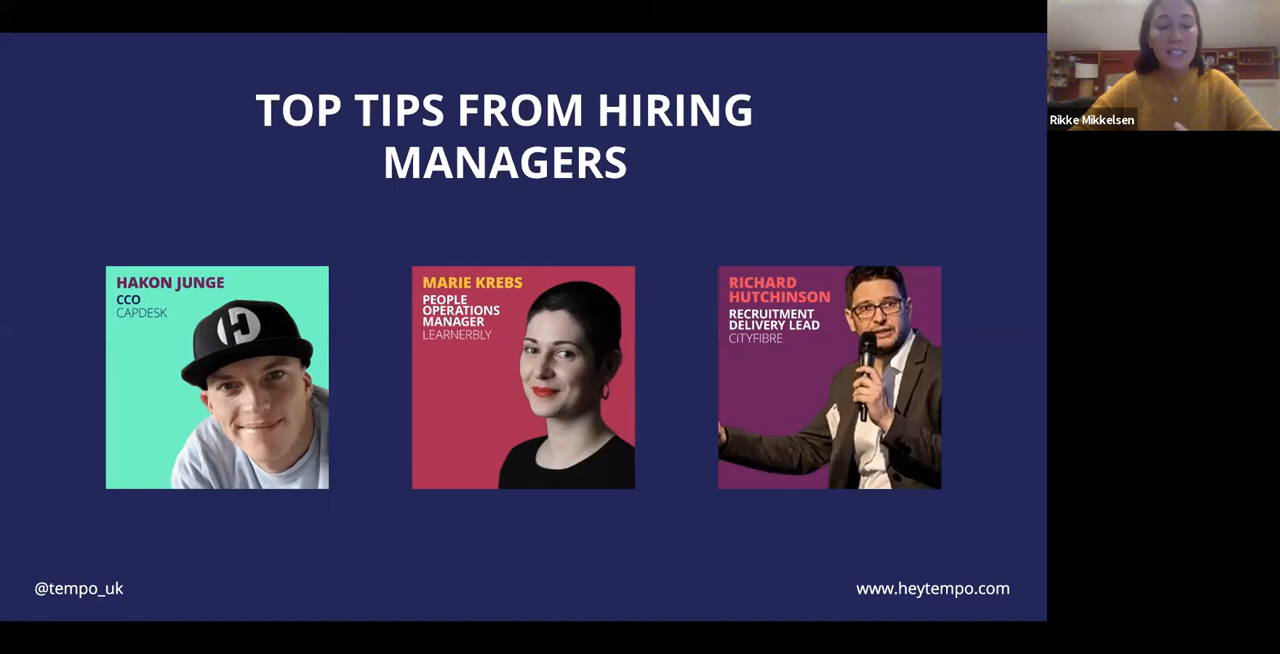 TOP TIPS FROM HIRING
MANAGERS
HAKON JUNGE
CCO
CAPDESK
MARIE KREBS
PEOPLE
OPERATIONS
MANAGER
LEARNERBLY
RICHARD
HUTCHINSON
RECRUITMENT
DELIVERY LEAD
CITYFIBRE
@tempo_uk
www.heytempo.com
Rikke Mikkelsen